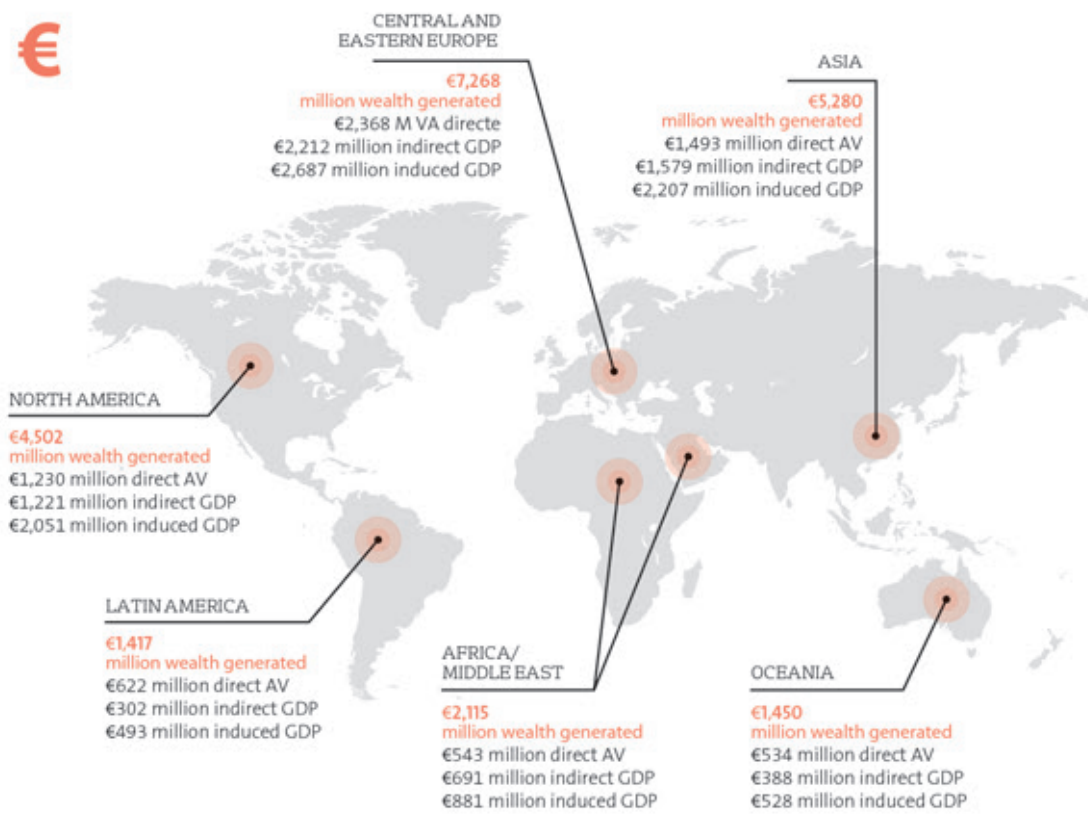 €
CENTRAL AND
EASTERN EUROPE
€7,268
million wealth generated
€2,368 M VA directe
€2,212 million indirect GDP
€2,687 million induced GDP
ASIA
€5,280
million wealth generated
€1,493 million direct AV
€1,579 million indirect GDP
€2,207 million induced GDP
NORTH AMERICA
€4,502
million wealth generated
€1,230 million direct AV
€1,221 million indirect GDP
€2,051 million induced GDP
LATIN AMERICA
€1,417
million wealth generated
€622 million direct AV
€302 million indirect GDP
€493 million induced GDP
AFRICA/
MIDDLE EAST
€2,115
million wealth generated
€543 million direct AV
€691 million indirect GDP
€881 million induced GDP
OCEANIA
€1,450
million wealth generated
€534 million direct AV
€388 million indirect GDP
€528 million induced GDP